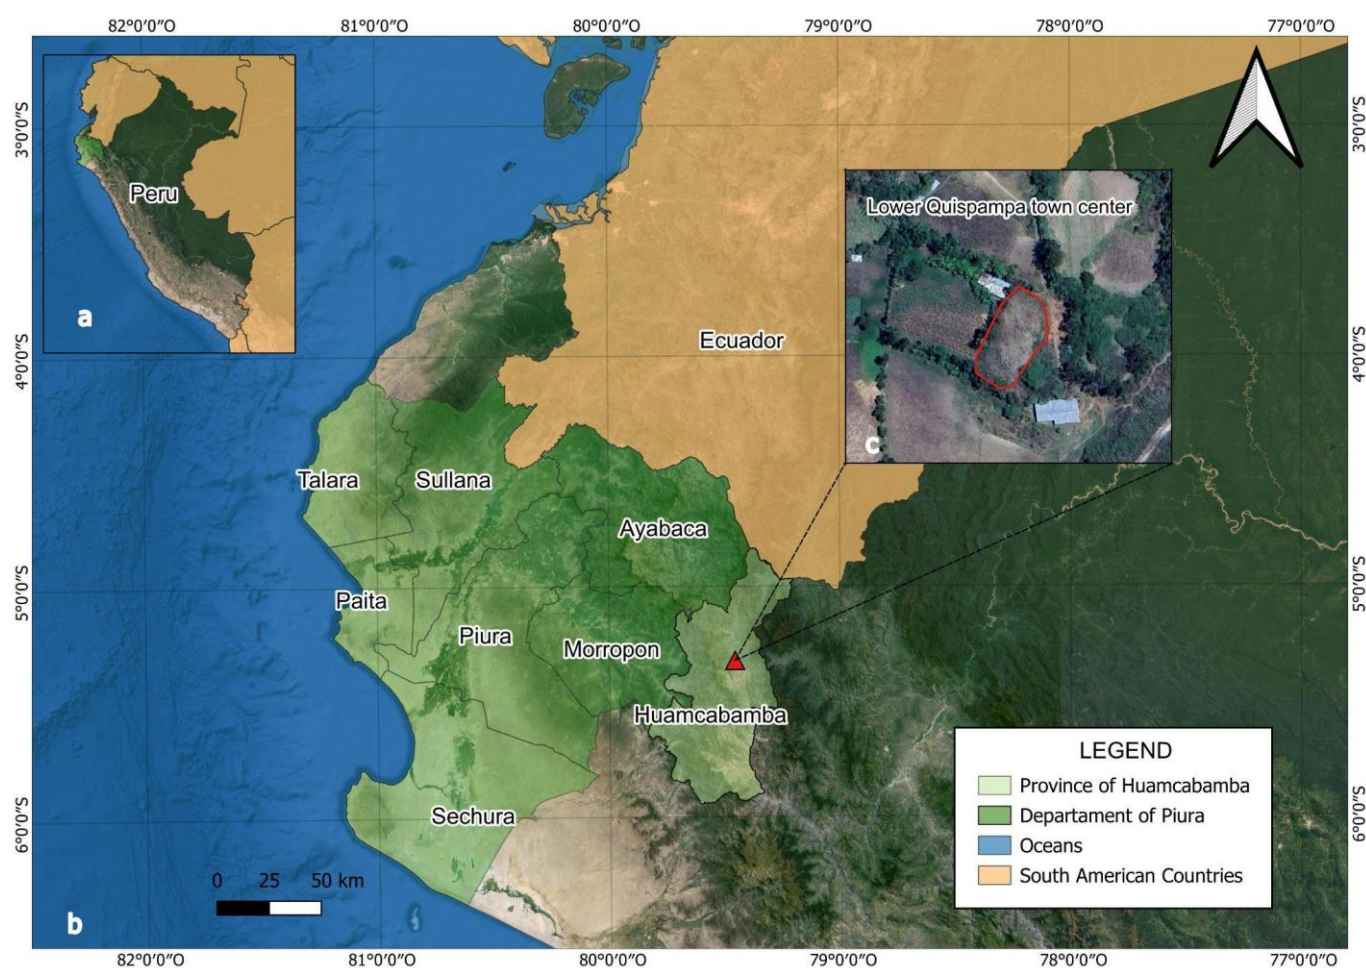 82°0'0"O 81°0'0"O 80°0'0"O 79°0'0"O 78°0'0"O 77°0'0"O
3°0'0"S
3°0'0"S
Peru
a
Lower Quispampa town center
c
Ecuador
4°0'0"S
4°0'0"S
Talara
Sullana
Ayabaca
5°0'0"S
5°0'0"S
Paita
Piura
Morropon
Huamcabamba
LEGEND
Province of Huamcabamba
Departament of Piura
Oceans
South American Countries
6°0'0"S
6°0'0"S
Sechura
0 25 50 km
b
82°0'0"O 81°0'0"O 80°0'0"O 79°0'0"O 78°0'0"O 77°0'0"O